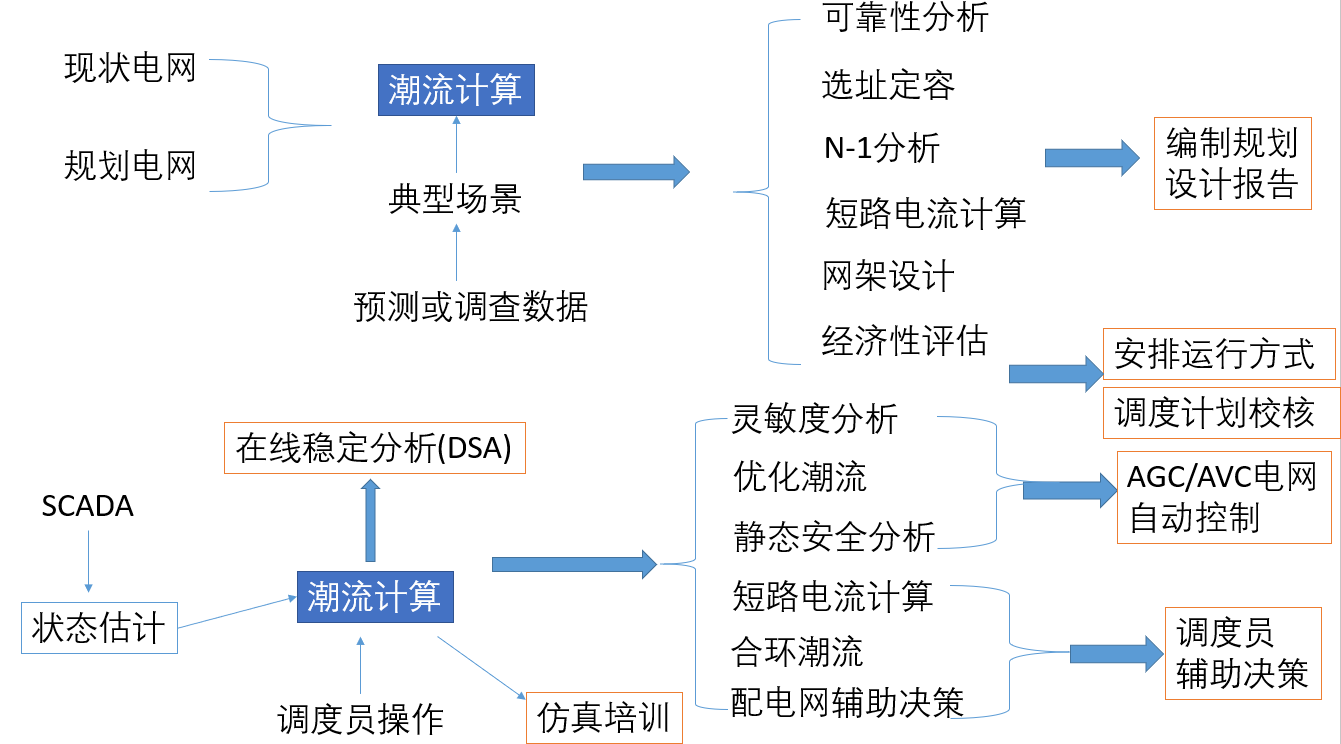 现状电网
规划电网
潮流计算
典型场景
预测或调查数据
可靠性分析
选址定容
N-1分析
短路电流计算
网架设计
经济性评估
编制规划
设计报告
安排运行方式
调度计划校核
在线稳定分析(DSA)
SCADA
状态估计
潮流计算
调度员操作
仿真培训
灵敏度分析
优化潮流
静态安全分析
短路电流计算
合环潮流
配电网辅助决策
AGC/AVC电网
自动控制
调度员
辅助决策